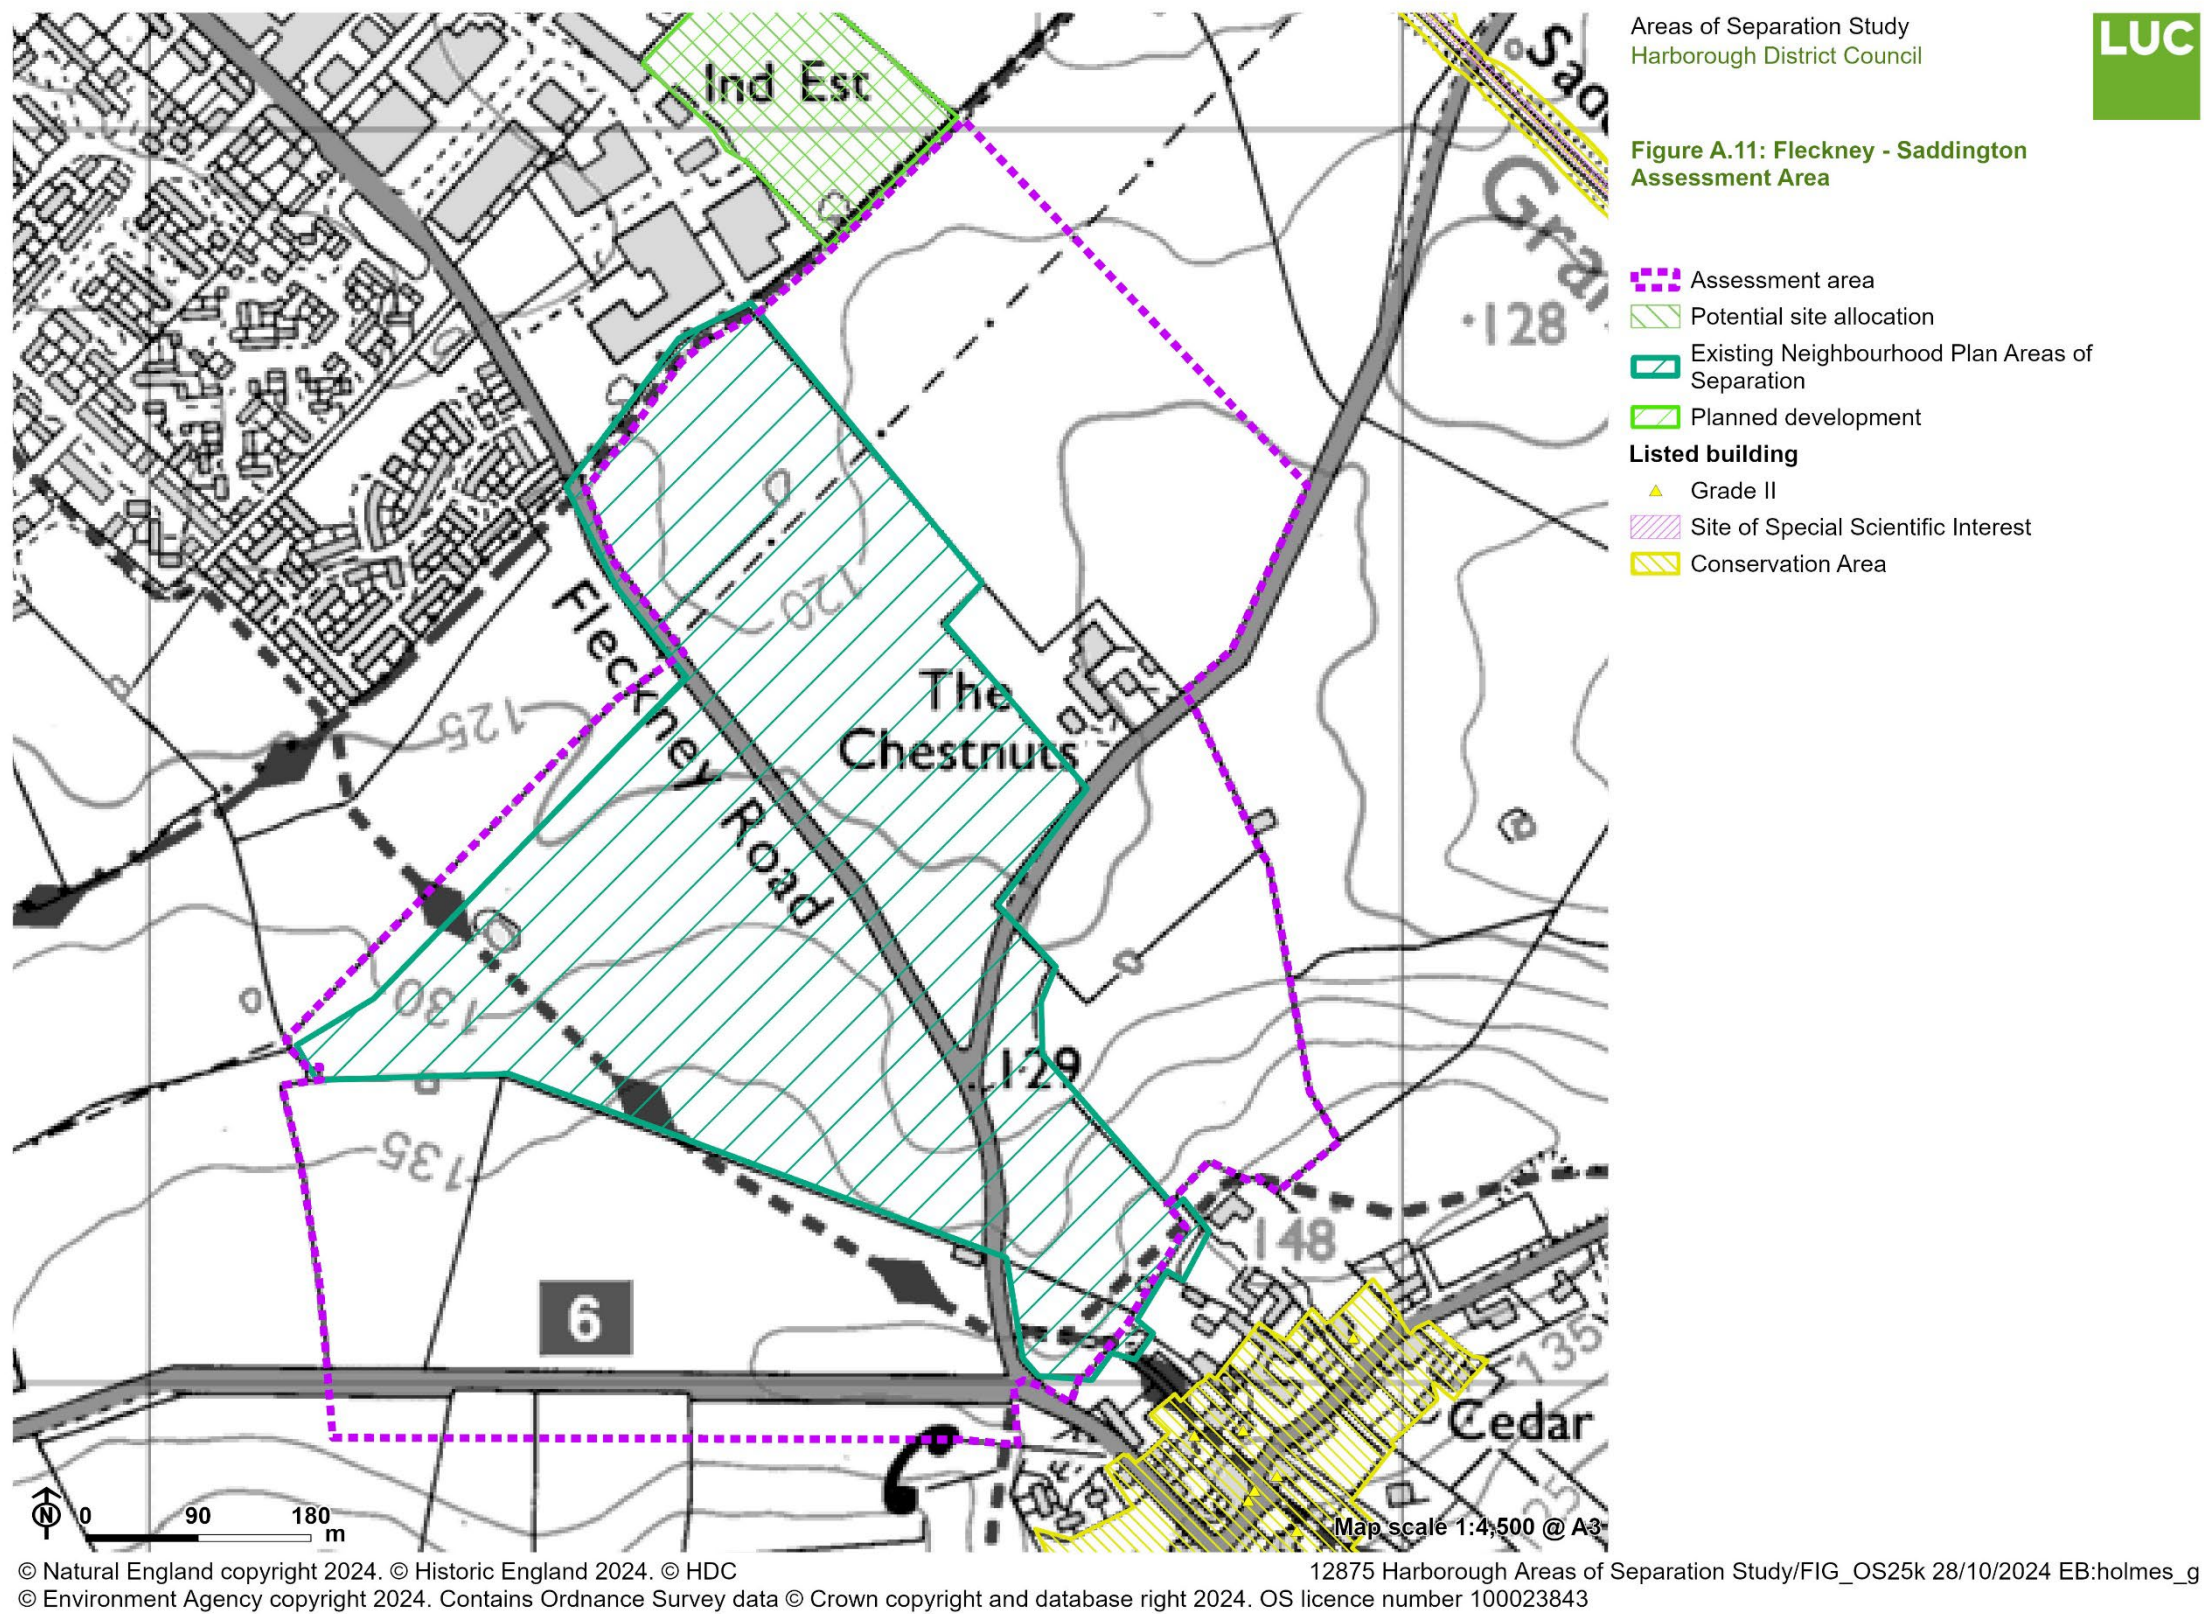 Areas of Separation Study
Harborough District Council
LUC
Figure A.11: Fleckney - Saddington
Assessment Area
Assessment area
Potential site allocation
Existing Neighbourhood Plan Areas of
Separation
Planned development
Listed building
Grade II
Site of Special Scientific Interest
Conservation Area
Ind Est
Sad
Gra
128
120
Fleckney Road
The
Chestnuts
125
130
129
135
148
6
135
Cedar
25
N
0 90 180
m
Map scale 1:4,500 @ A3
© Natural England copyright 2024. © Historic England 2024. © HDC
© Environment Agency copyright 2024. Contains Ordnance Survey data © Crown copyright and database right 2024. OS licence number 100023843
12875 Harborough Areas of Separation Study/FIG_OS25k 28/10/2024 EB:holmes_g